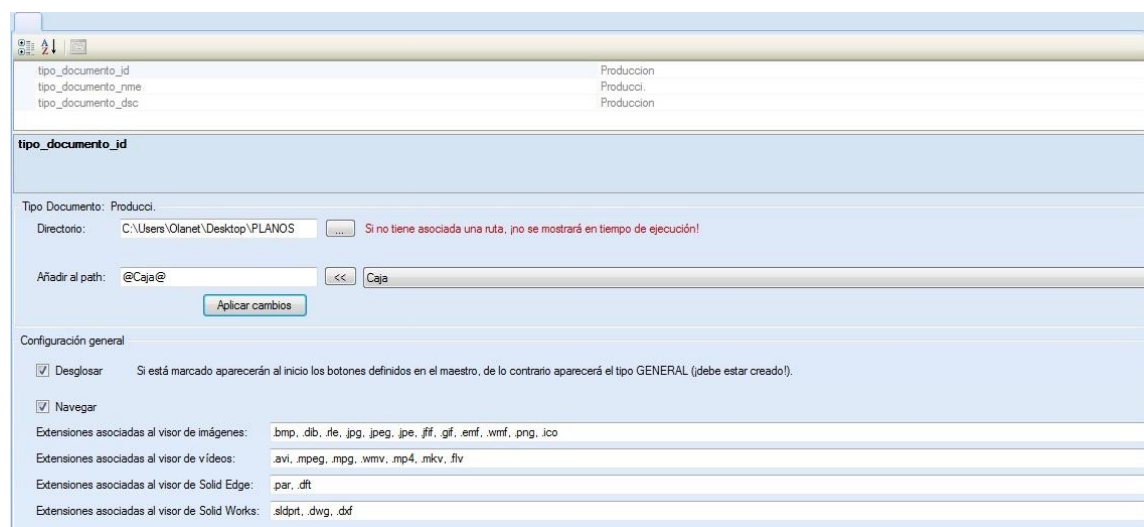 tipo_documento_id Produccion
tipo_documento_nme Producci.
tipo_documento_dsc Produccion
tipo_documento_id
Tipo Documento: Producci.
Directorio: C:\Users\Olanet\Desktop\PLANOS ... Si no tiene asociada una ruta, ¡no se mostrará en tiempo de ejecución!
Añadir al path: @Caja@ << Caja
Aplicar cambios
Configuración general
Desglosar Si está marcado aparecerán al inicio los botones definidos en el maestro, de lo contrario aparecerá el tipo GENERAL (¡debe estar creado!).
Navegar
Extensiones asociadas al visor de imágenes: .bmp, .dib, .rle, .jpg, .jpeg, .jpe, .jfif, .gif, .emf, .wmf, .png, .ico
Extensiones asociadas al visor de vídeos: .avi, .mpeg, .mpg, .wmv, .mp4, .mkv, .flv
Extensiones asociadas al visor de Solid Edge: .par, .dft
Extensiones asociadas al visor de Solid Works: .sldprt, .dwg, .dxf